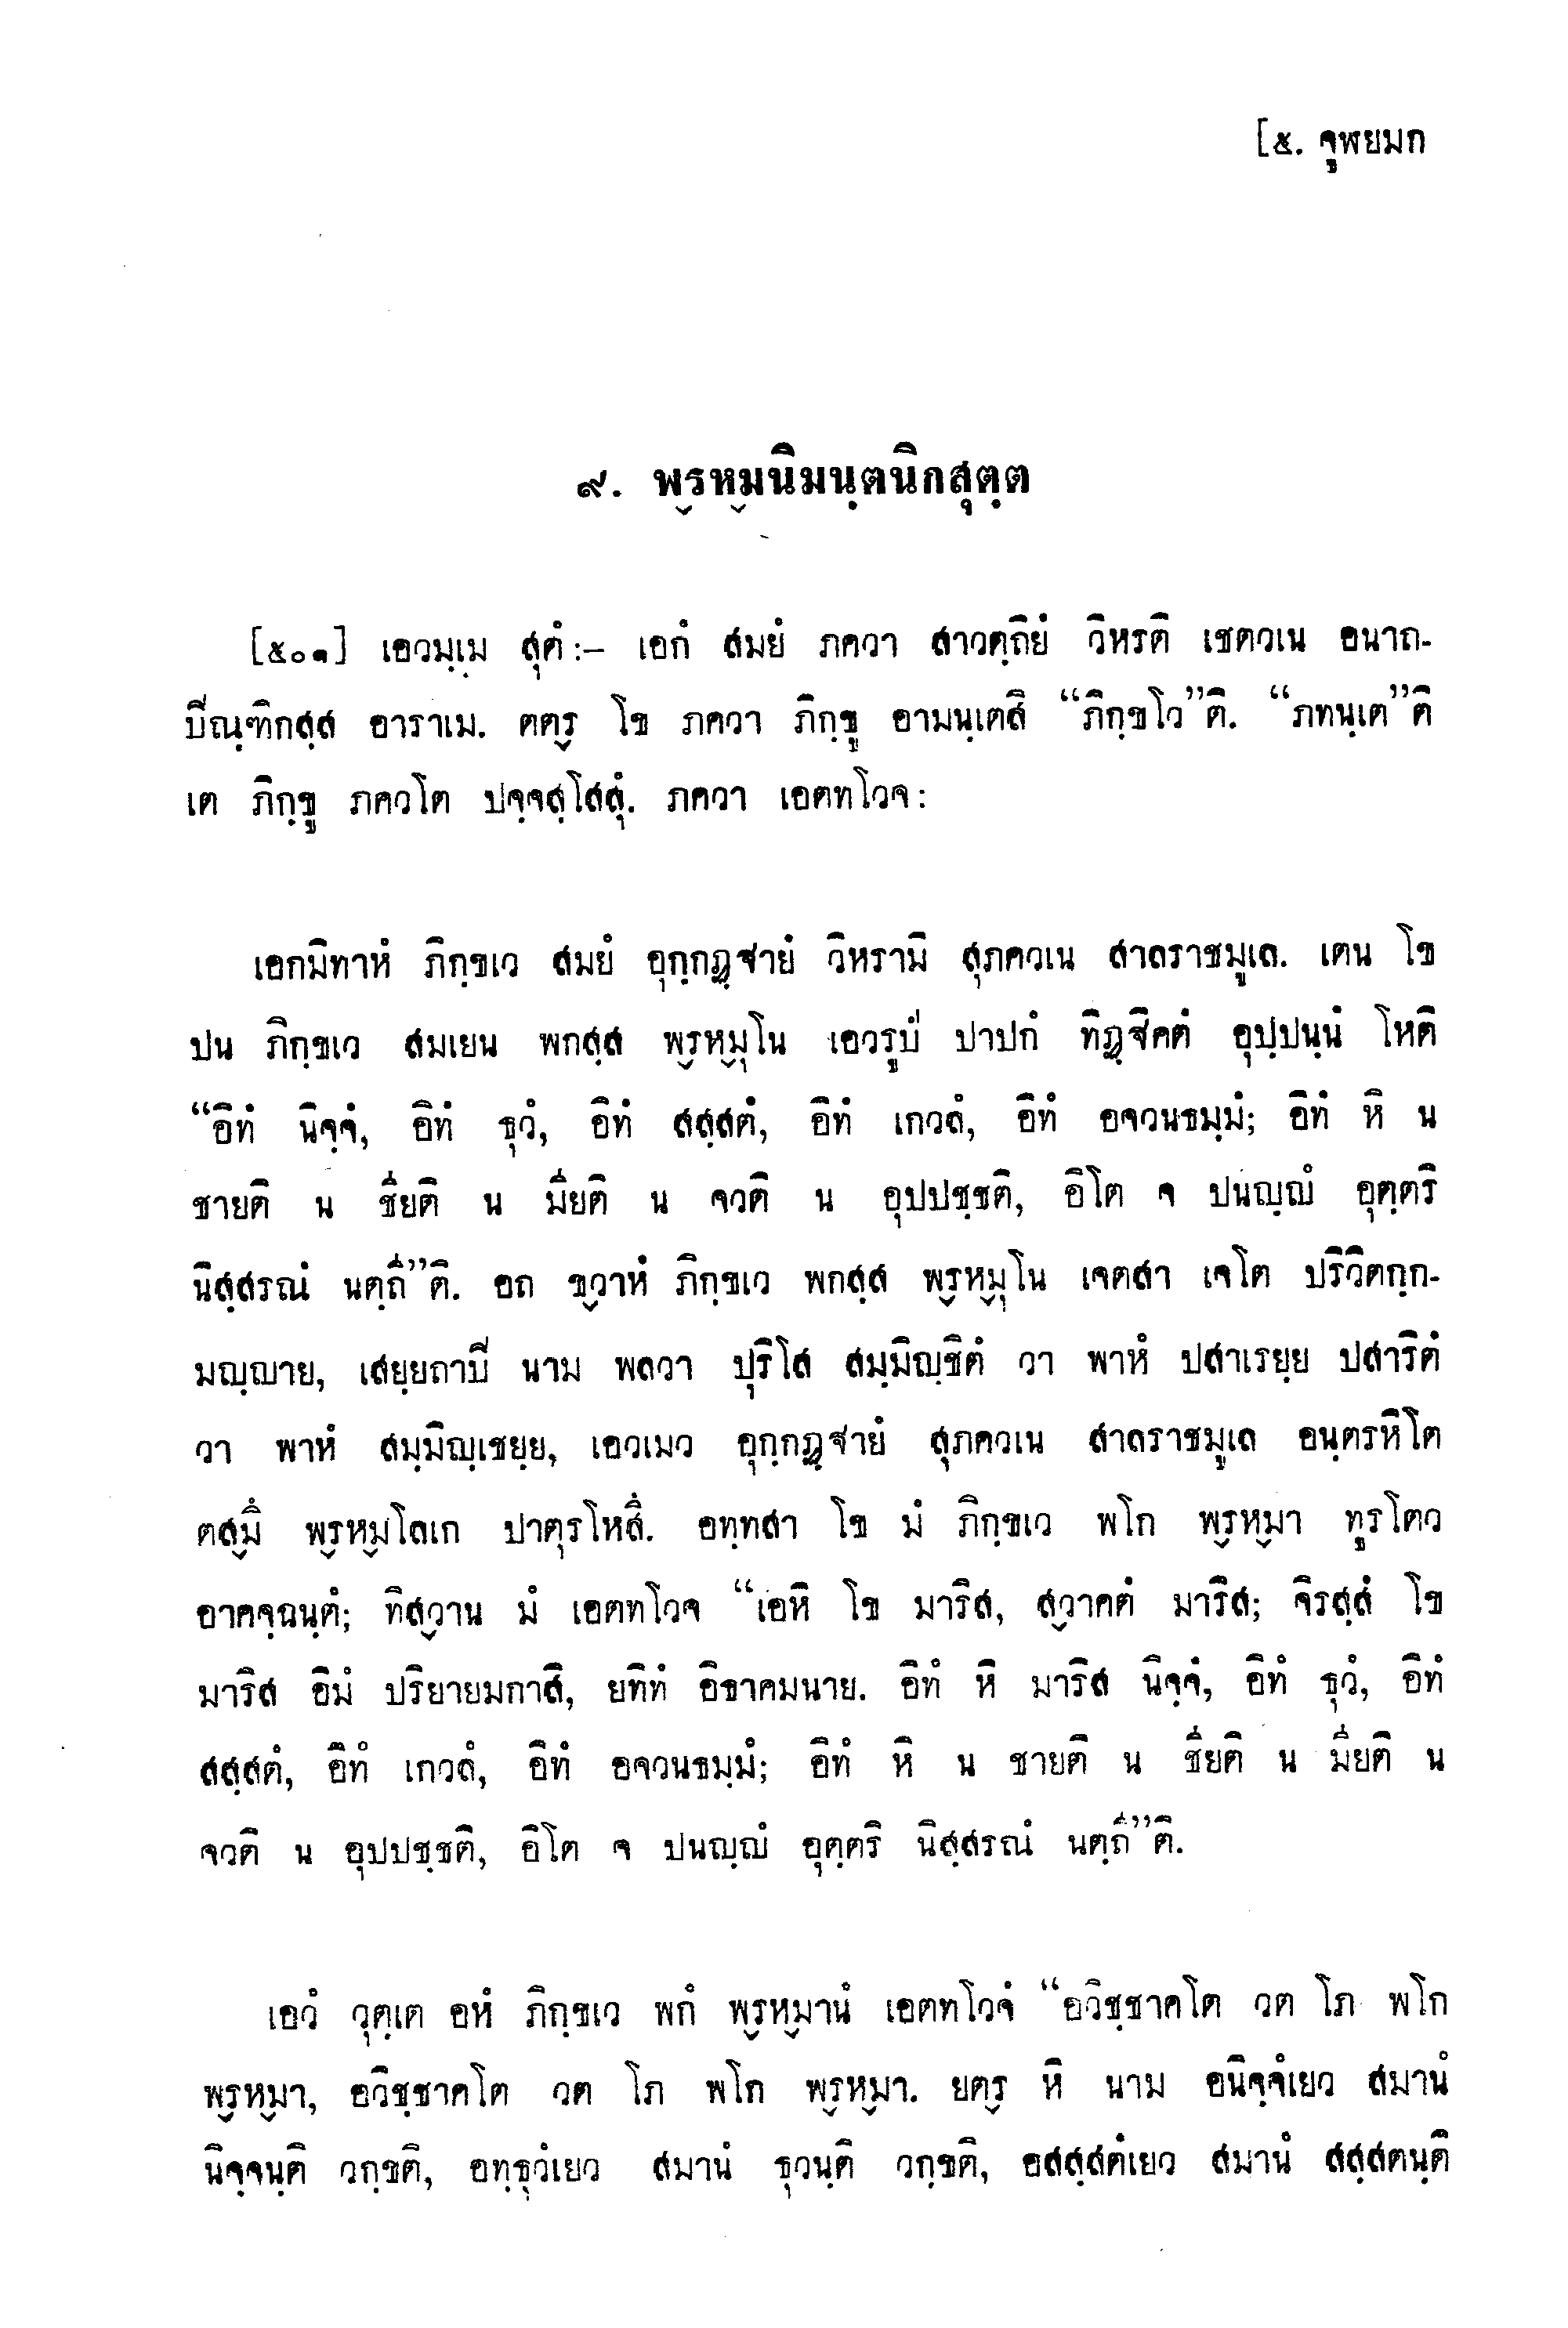 [๕. จูฬยมก
๙. พฺรหฺมนิมนฺตนิกสุตฺต
[๕๐๑] เอวมฺเม สุตํ :– เอกํ สมยํ ภควา สาวตฺถิยํ วิหรติ เชตวเน อนาถ-
ปิณฺฑิกสฺส อาราเม. ตตฺร โข ภควา ภิกฺขู อามนฺเตสิ “ภิกฺขโว”ติ. “ภทนฺเต”ติ
เต ภิกฺขู ภควโต ปจฺจสฺโสสุํ. ภควา เอตทโวจ :
เอกมิทาหํ ภิกฺขเว สมยํ อุกฺกฏฺฐายํ วิหรามิ สุภควเน สาลราชมูเล. เตน โข
ปน ภิกฺขเว สมเยน พกสฺส พฺรหฺมุโน เอวรูปํ ปาปกํ ทิฏฺฐิคตํ อุปฺปนฺนํ โหติ
“อิทํ นิจฺจํ, อิทํ ธุวํ, อิทํ สสฺสตํ, อิทํ เกวลํ, อิทํ อจวนธมฺมํ; อิทํ หิ น
ชายติ น ชิยฺยติ น มิยฺยติ น จวติ น อุปปชฺชติ, อิโต จ ปนญฺญํ อุตฺตริ
นิสฺสรณํ นตฺถี”ติ. อถ ขฺวาหํ ภิกฺขเว พกสฺส พฺรหฺมุโน เจตสา เจโต ปริวิตกฺก-
มญฺญาย, เสยฺยถาปิ นาม พลวา ปุริโส สมฺมิญฺชิตํ วา พาหํ ปสาเรยฺย ปสาริตํ
วา พาหํ สมฺมิญฺเชยฺย, เอวเมว อุกฺกฏฺฐายํ สุภควเน สาลราชมูเล อนฺตรหิโต
ตสฺมึ พฺรหฺมโลเก ปาตุรโหสึ. อทฺทสา โข มํ ภิกฺขเว พโก พฺรหฺมา ทูรโตว
อาคจฺฉนฺตํ; ทิสฺวาน มํ เอตทโวจ “เอหิ โข มาริส, สฺวาคตํ มาริส; จิรสฺสํ โข
มาริส อิมํ ปริยายมกาสิ, ยทิทํ อิธาคมนาย. อิทํ หิ มาริส นิจฺจํ, อิทํ ธุวํ, อิทํ
สสฺสตํ, อิทํ เกวลํ, อิทํ อจวนธมฺมํ; อิทํ หิ น ชายติ น ชิยฺยติ น มิยฺยติ น
จวติ น อุปปชฺชติ, อิโต จ ปนญฺญํ อุตฺตริ นิสฺสรณํ นตฺถี”ติ.
เอวํ วุตฺเต อหํ ภิกฺขเว พกํ พฺรหฺมานํ เอตทโวจํ “อวิชฺชาคโต วต โภ พโก
พฺรหฺมา, อวิชฺชาคโต วต โภ พโก พฺรหฺมา. ยตฺร หิ นาม อนิจฺจํเยว สมานํ
นิจฺจนฺติ วกฺขติ, อทฺธุวํเยว สมานํ ธุวนฺติ วกฺขติ, อสสฺสตํเยว สมานํ สสฺสตนฺติ